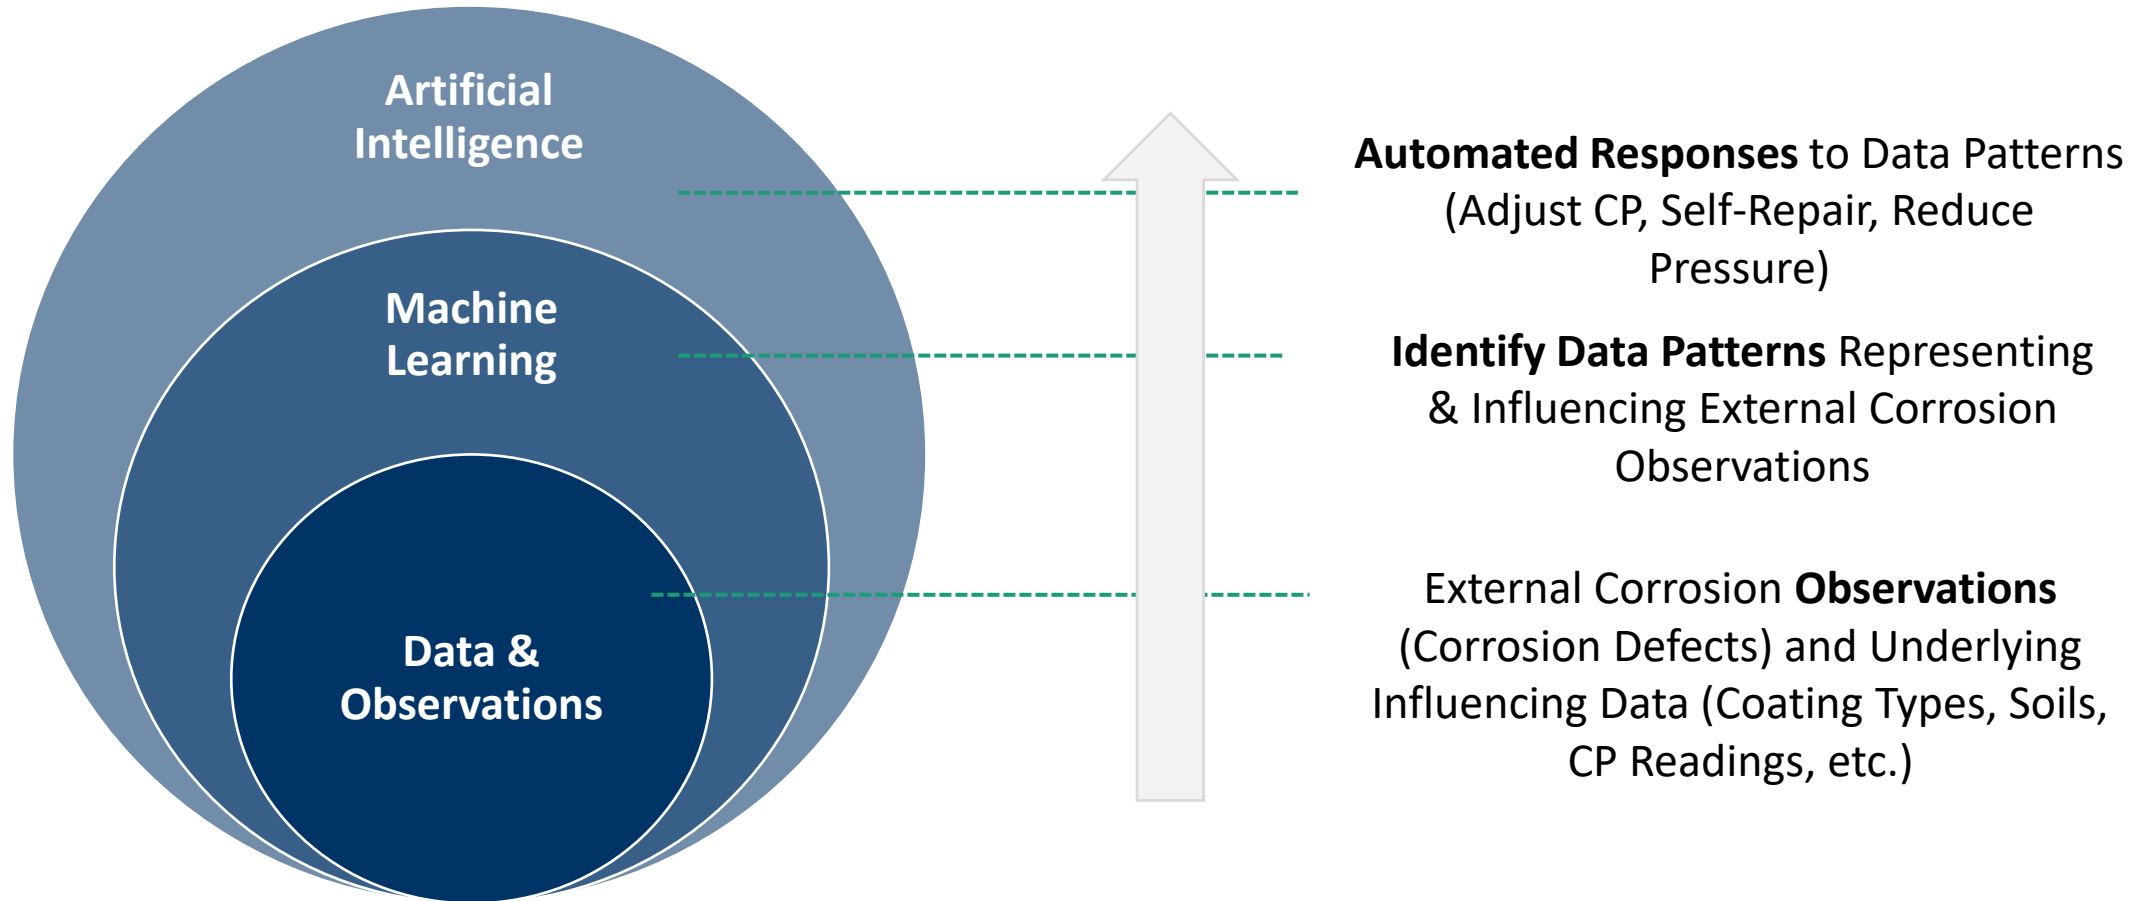 Artificial
Intelligence
Automated Responses to Data Patterns
(Adjust CP, Self-Repair, Reduce
Pressure)
Machine
Learning
Identify Data Patterns Representing
& Influencing External Corrosion
Observations
Data &
Observations
External Corrosion Observations
(Corrosion Defects) and Underlying
Influencing Data (Coating Types, Soils,
CP Readings, etc.)